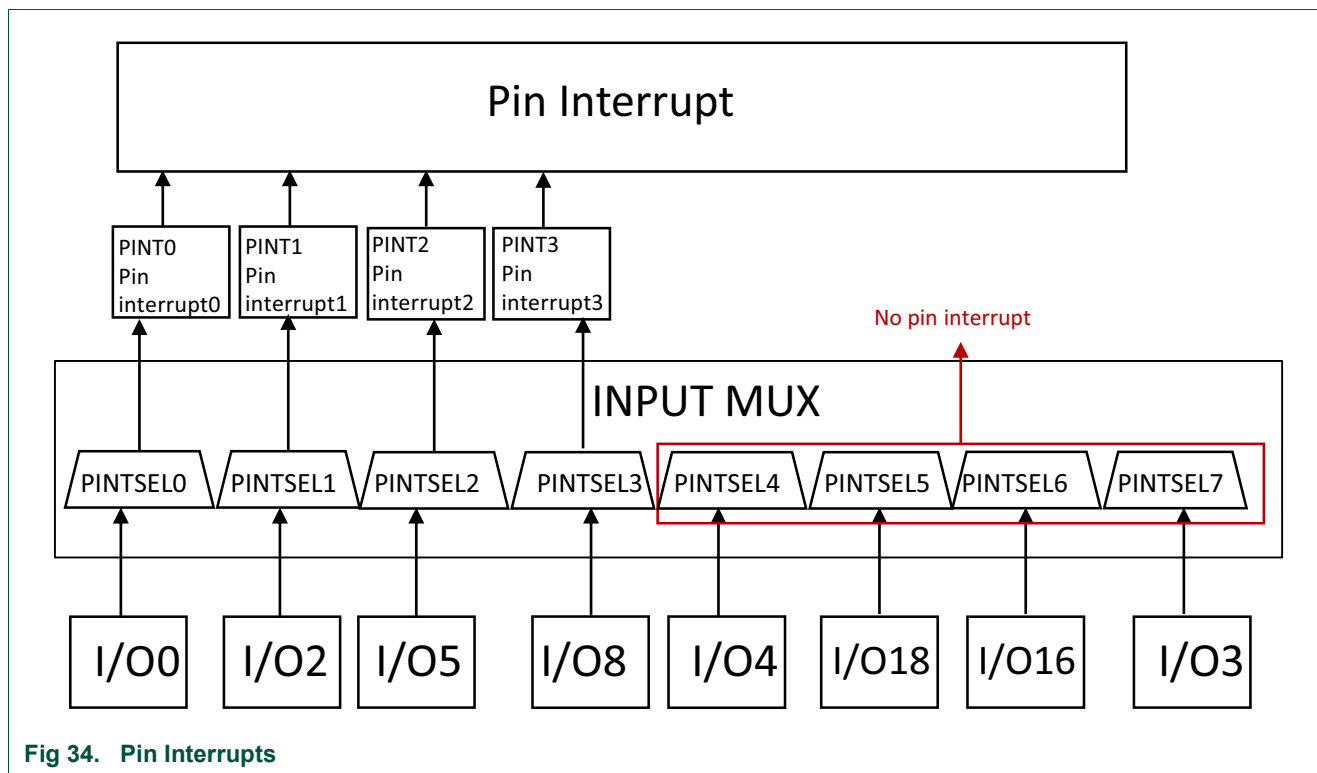 Pin Interrupt
PINT0
Pin
interrupt0
PINT1
Pin
interrupt1
PINT2
Pin
interrupt2
PINT3
Pin
interrupt3
No pin interrupt
INPUT MUX
PINTSEL0
PINTSEL1
PINTSEL2
PINTSEL3
PINTSEL4
PINTSEL5
PINTSEL6
PINTSEL7
I/O0
I/O2
I/O5
I/O8
I/O4
I/O18
I/O16
I/O3
Fig 34. Pin Interrupts